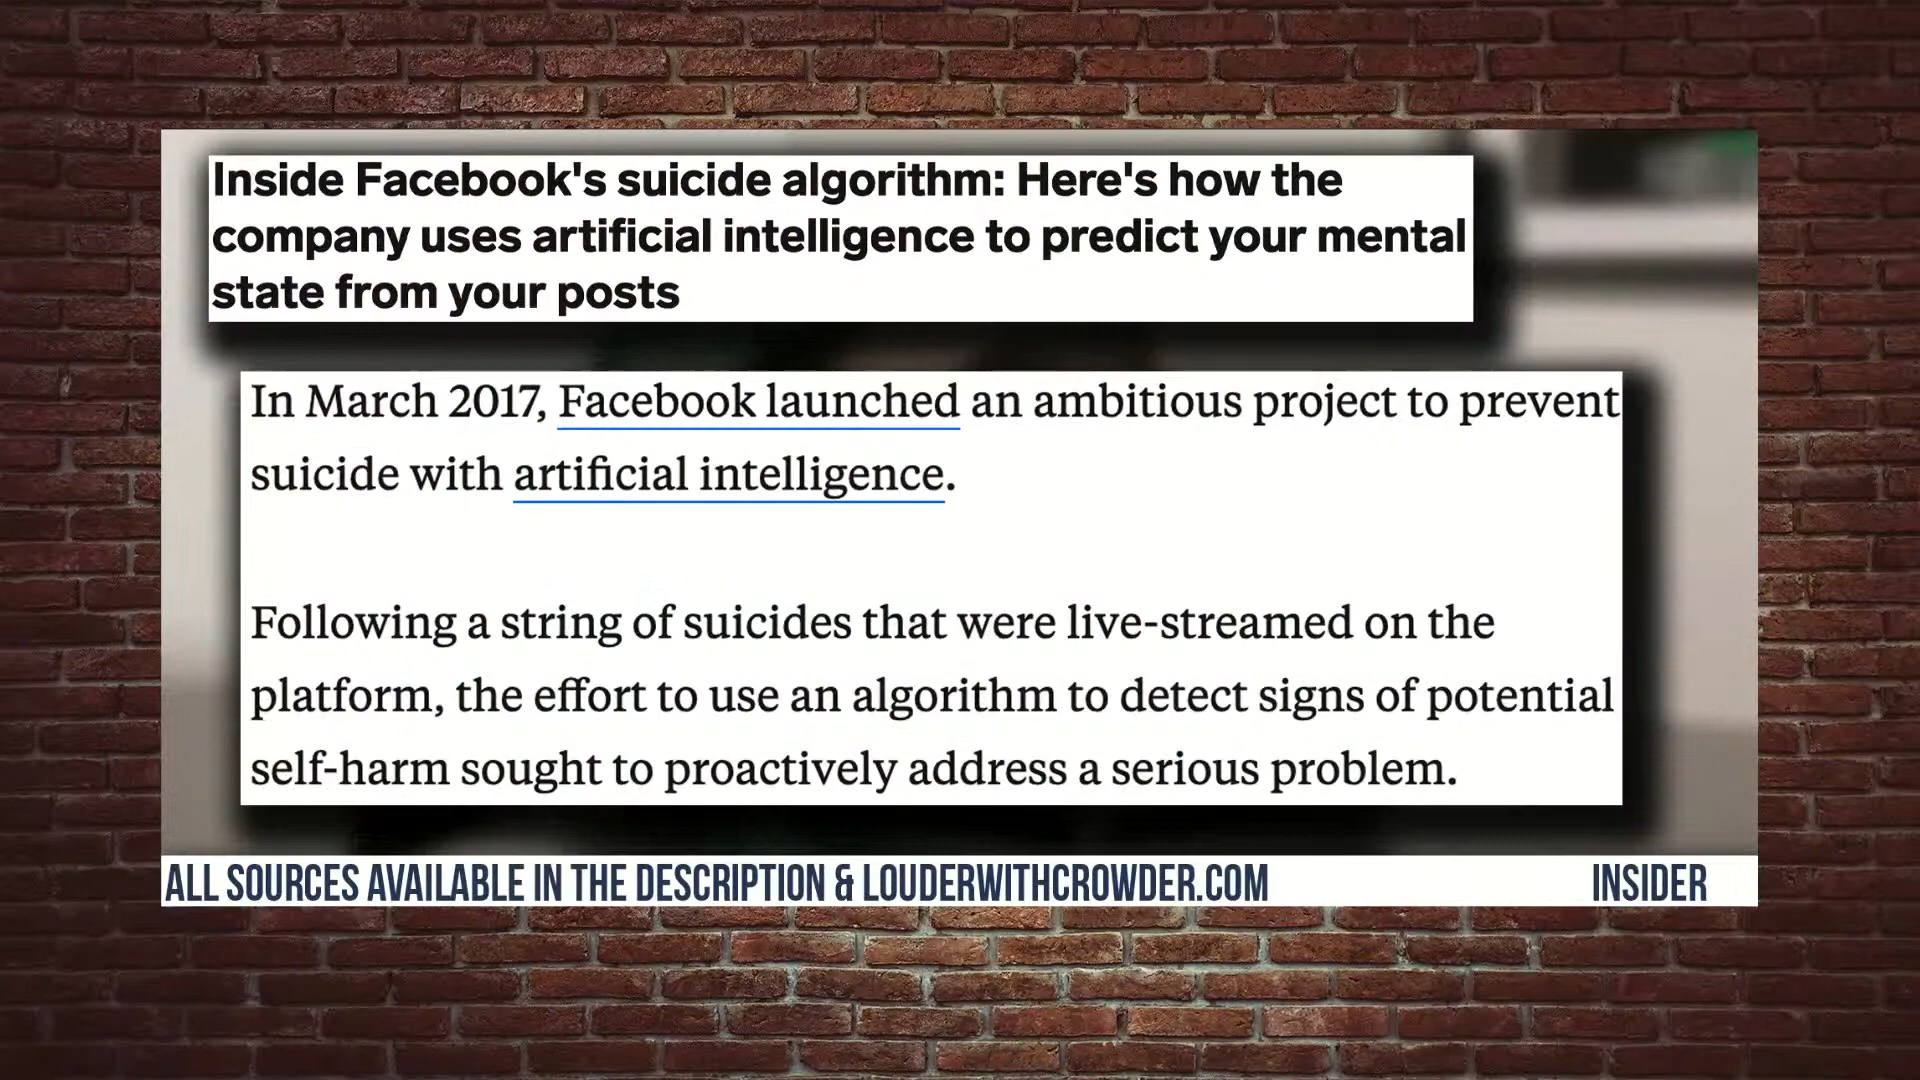 Inside Facebook's suicide algorithm: Here's how the
company uses artificial intelligence to predict your mental
state from your posts
In March 2017, Facebook launched an ambitious project to prevent
suicide with artificial intelligence.
Following a string of suicides that were live-streamed on the
platform, the effort to use an algorithm to detect signs of potential
self-harm sought to proactively address a serious problem.
ALL SOURCES AVAILABLE IN THE DESCRIPTION & LOUDERWITHCROWDER.COM
INSIDER